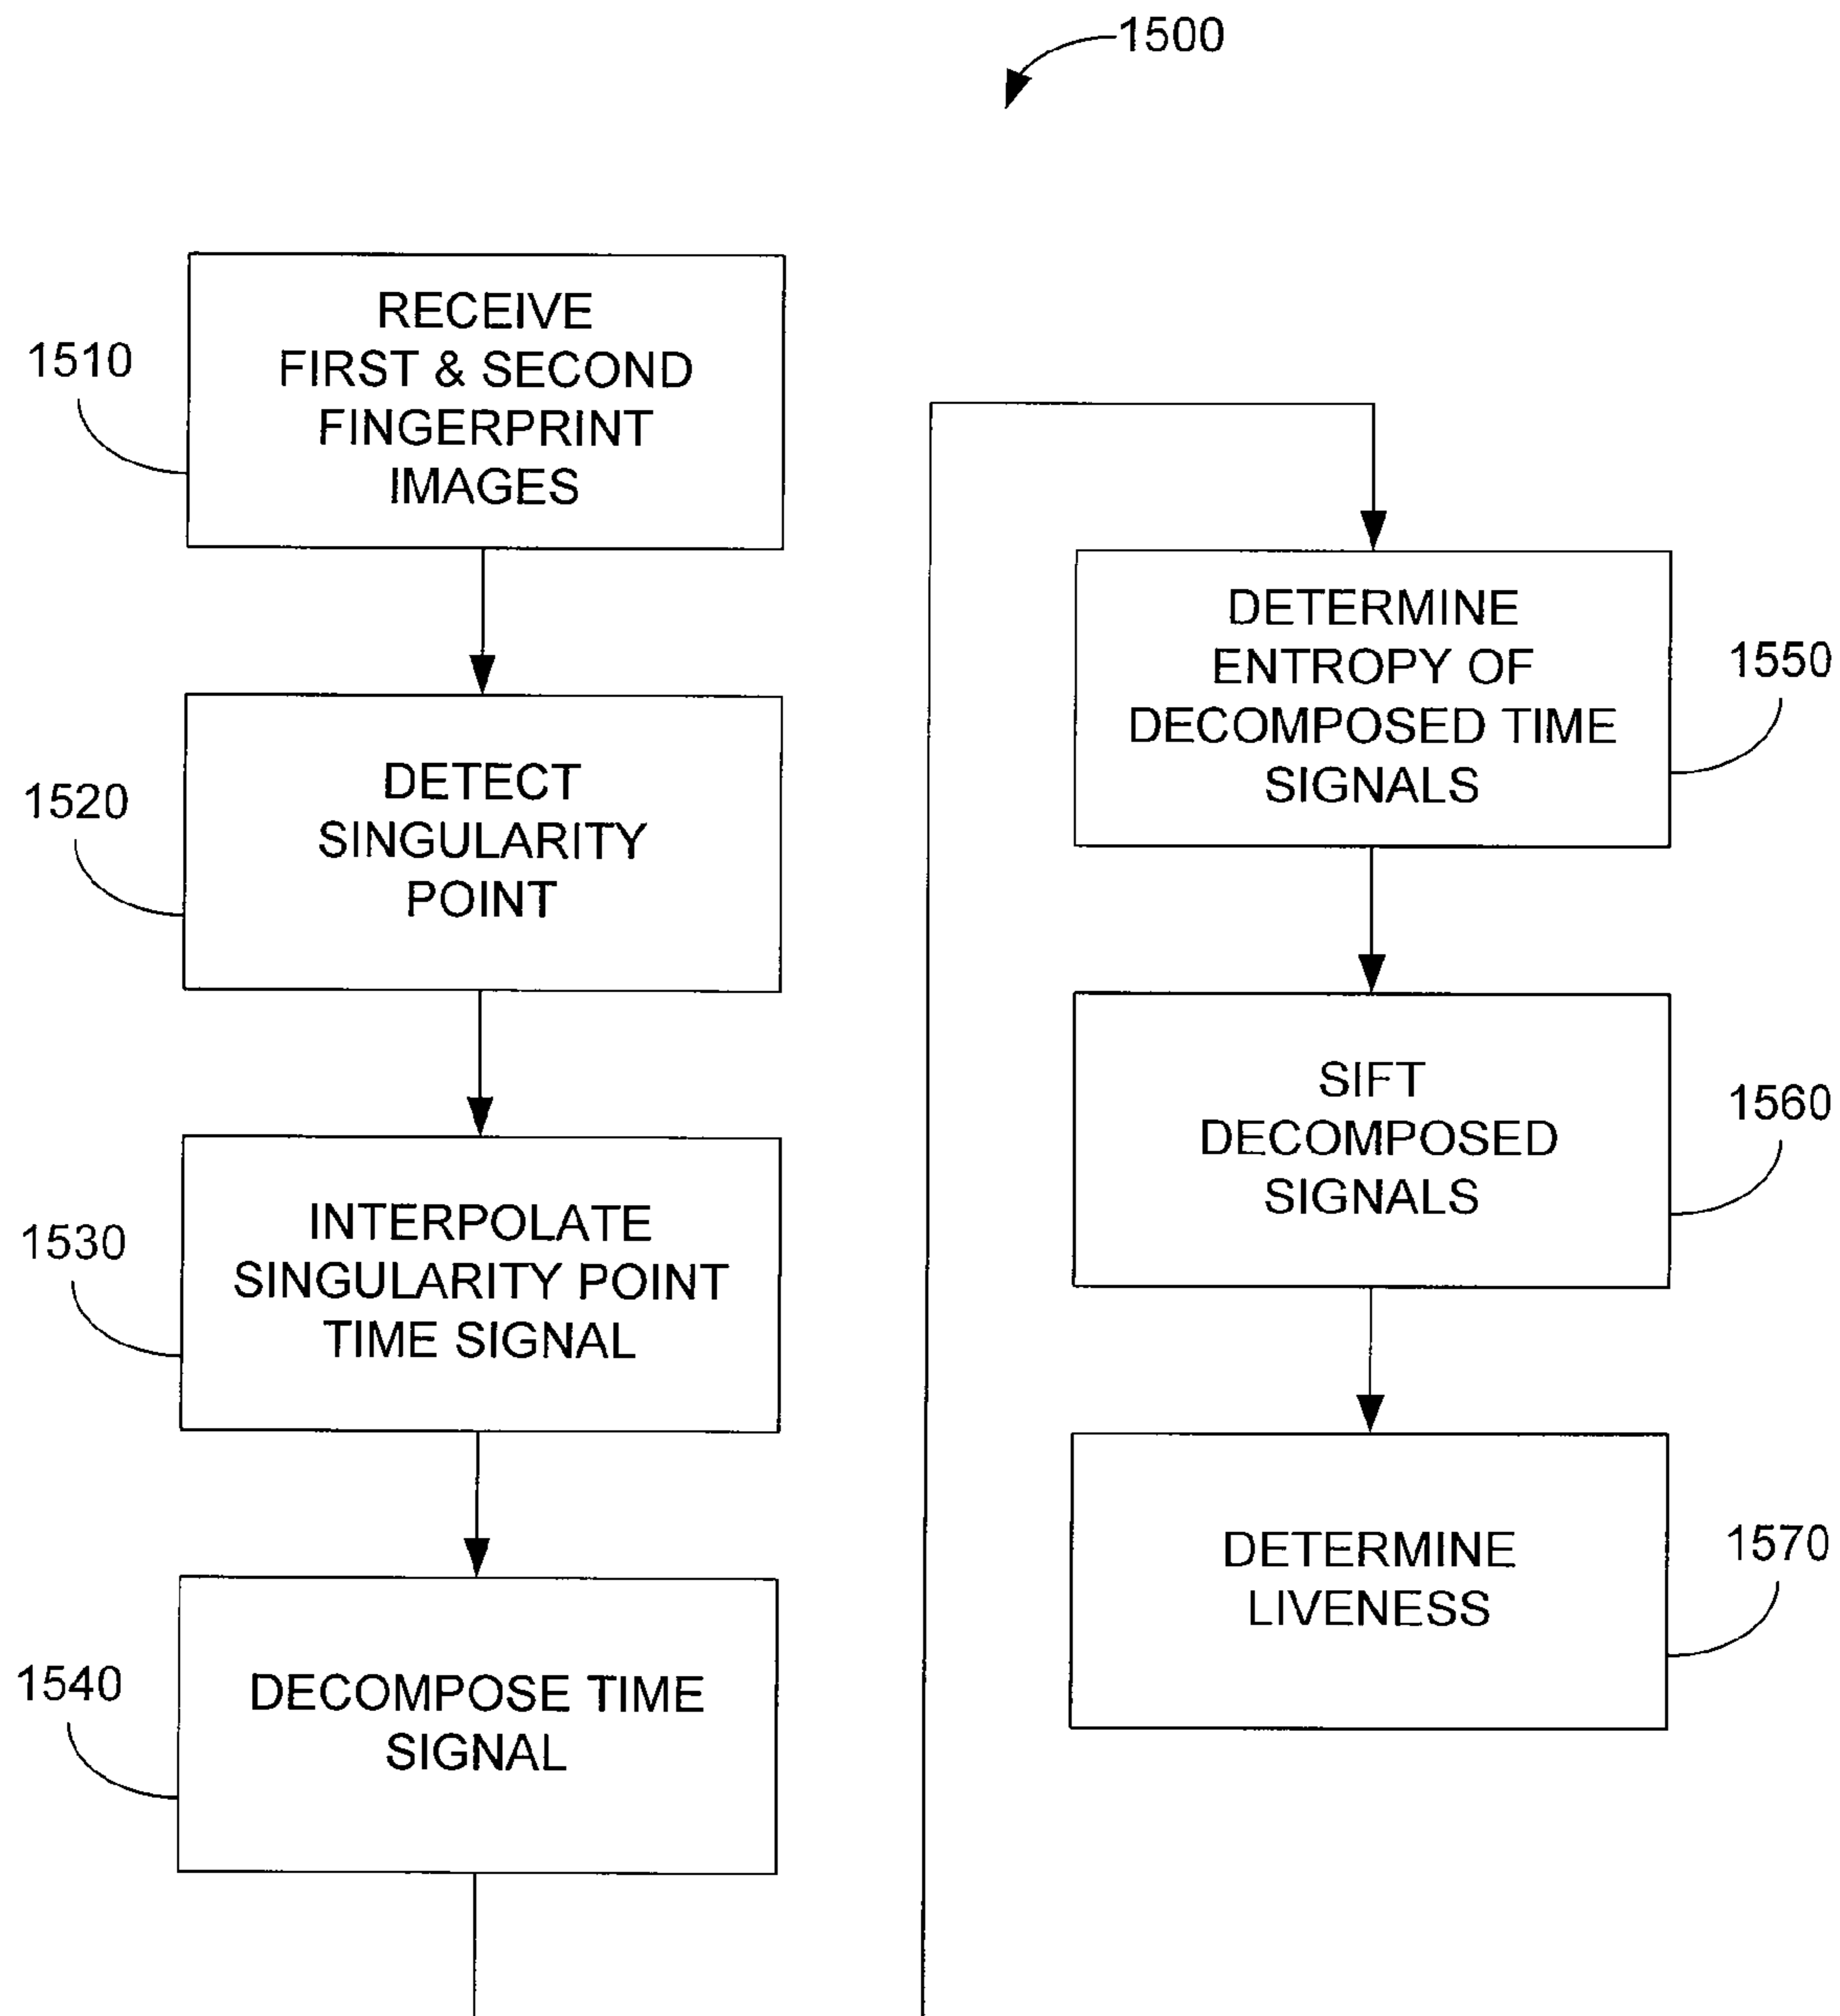 1500
1510
RECEIVE
FIRST & SECOND
FINGERPRINT
IMAGES
1520
DETECT
SINGULARITY
POINT
1530
INTERPOLATE
SINGULARITY POINT
TIME SIGNAL
1540
DECOMPOSE TIME
SIGNAL
DETERMINE
ENTROPY OF
DECOMPOSED TIME
SIGNALS
1550
SIFT
DECOMPOSED
SIGNALS
1560
DETERMINE
LIVENESS
1570